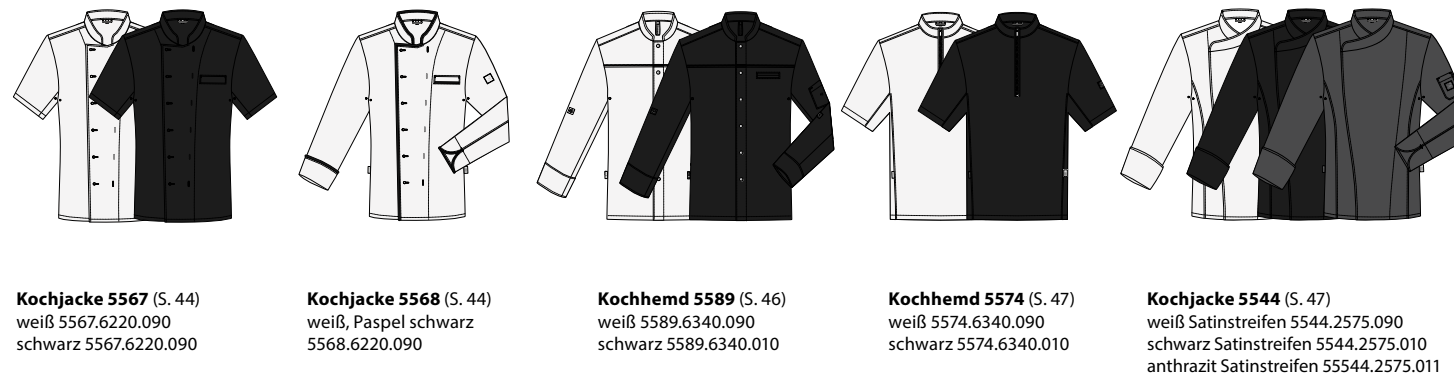 Kochjacke 5567 (S. 44)
weiß 5567.6220.090
schwarz 5567.6220.090
Kochjacke 5568 (S. 44)
weiß, Paspel schwarz
5568.6220.090
Kochhemd 5589 (S. 46)
weiß 5589.6340.090
schwarz 5589.6340.010
Kochhemd 5574 (S. 47)
weiß 5574.6340.090
schwarz 5574.6340.010
Kochjacke 5544 (S. 47)
weiß Satinstreifen 5544.2575.090
schwarz Satinstreifen 5544.2575.010
anthrazit Satinstreifen 55544.2575.011